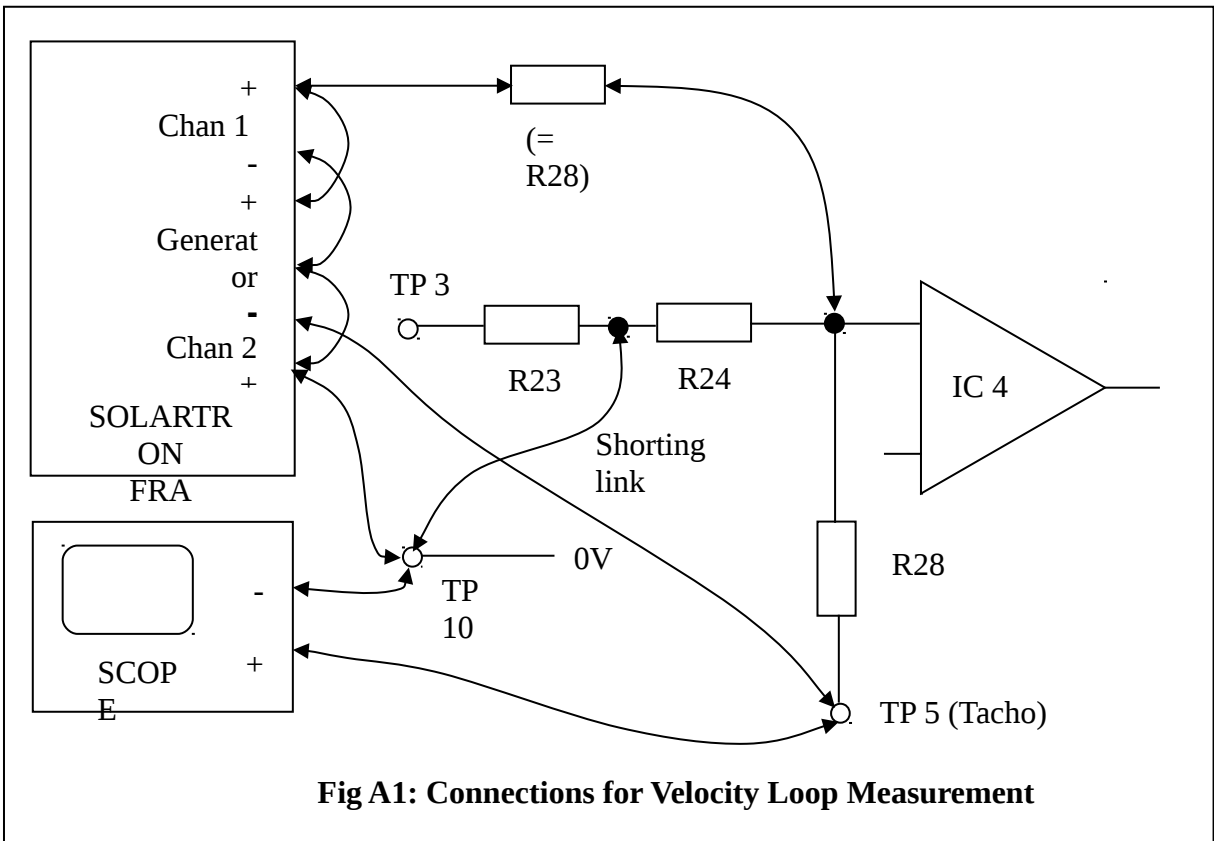 +
Chan 1
-
+
Generat
or
-
Chan 2
+
SOLARTR
ON
FRA
(=
R28)
TP 3
R23
R24
IC 4
Shorting
link
0V
TP
10
R28
-
+
SCOP
E
TP 5 (Tacho)
Fig A1: Connections for Velocity Loop Measurement